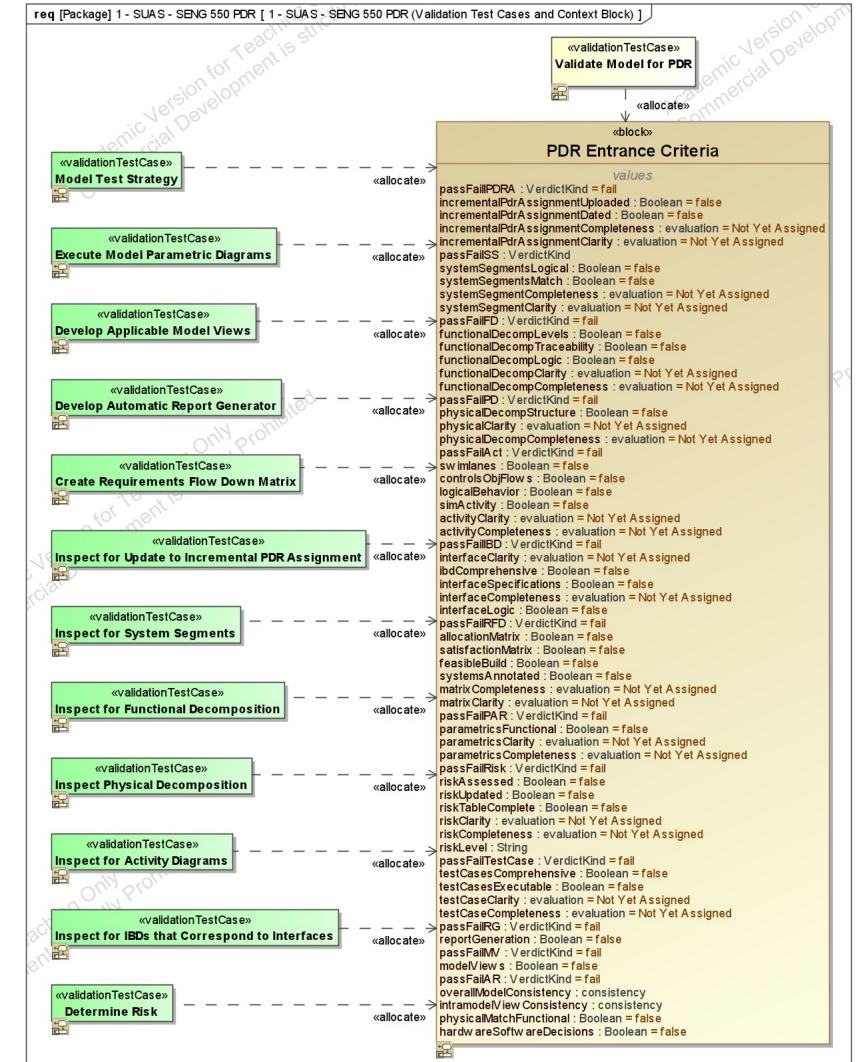 req [Package] 1 - SUAS - SENG 550 PDR [ 1 - SUAS - SENG 550 PDR (Validation Test Cases and Context Block) ]
«validationTestCase»
Validate Model for PDR
«allocate»
«block»
PDR Entrance Criteria
values
passFailPDRA : VerdictKind = fail
incrementalPdrAssignmentUploaded : Boolean = false
incrementalPdrAssignmentDated : Boolean = false
incrementalPdrAssignmentCompleteness : evaluation = Not Yet Assigned
incrementalPdrAssignmentClarity : evaluation = Not Yet Assigned
passFailSS : VerdictKind
systemSegmentsLogical : Boolean = false
systemSegmentsMatch : Boolean = false
systemSegmentCompleteness : evaluation = Not Yet Assigned
systemSegmentClarity : evaluation = Not Yet Assigned
passFailFD : VerdictKind = fail
functionalDecompLevels : Boolean = false
functionalDecompTraceability : Boolean = false
functionalDecompLogic : Boolean = false
functionalDecompClarity : evaluation = Not Yet Assigned
functionalDecompCompleteness : evaluation = Not Yet Assigned
passFailPD : VerdictKind = fail
physicalDecompStructure : Boolean = false
physicalClarity : evaluation = Not Yet Assigned
physicalDecompCompleteness : evaluation = Not Yet Assigned
passFailAct : VerdictKind = fail
swimlanes : Boolean = false
controlsObjFlows : Boolean = false
logicalBehavior : Boolean = false
simActivity : Boolean = false
activityClarity : evaluation = Not Yet Assigned
activityCompleteness : evaluation = Not Yet Assigned
passFailIBD : VerdictKind = fail
interfaceClarity : evaluation = Not Yet Assigned
ibdComprehensive : Boolean = false
interfaceSpecifications : Boolean = false
interfaceCompleteness : evaluation = Not Yet Assigned
interfaceLogic : Boolean = false
passFailRFD : VerdictKind = fail
allocationMatrix : Boolean = false
satisfactionMatrix : Boolean = false
feasibleBuild : Boolean = false
systemsAnnotated : Boolean = false
matrixCompleteness : evaluation = Not Yet Assigned
matrixClarity : evaluation = Not Yet Assigned
passFailPAR : VerdictKind = fail
parametricsFunctional : Boolean = false
parametricsClarity : evaluation = Not Yet Assigned
parametricsCompleteness : evaluation = Not Yet Assigned
passFailRisk : VerdictKind = fail
riskAssessed : Boolean = false
riskUpdated : Boolean = false
riskTableComplete : Boolean = false
riskClarity : evaluation = Not Yet Assigned
riskCompleteness : evaluation = Not Yet Assigned
riskLevel : String
passFailTestCase : VerdictKind = fail
testCasesComprehensive : Boolean = false
testCasesExecutable : Boolean = false
testCaseClarity : evaluation = Not Yet Assigned
testCaseCompleteness : evaluation = Not Yet Assigned
passFailRG : VerdictKind = fail
reportGeneration : Boolean = false
passFailMV : VerdictKind = fail
modelViews : Boolean = false
passFailAR : VerdictKind = fail
overallModelConsistency : consistency
intramodelView Consistency : consistency
physicalMatchFunctional : Boolean = false
hardwareSoftwareDecisions : Boolean = false
«validationTestCase»
Model Test Strategy
«allocate»
«validationTestCase»
Execute Model Parametric Diagrams
«allocate»
«validationTestCase»
Develop Applicable Model Views
«allocate»
«validationTestCase»
Develop Automatic Report Generator
«allocate»
«validationTestCase»
Create Requirements Flow Down Matrix
«allocate»
«validationTestCase»
Inspect for Update to Incremental PDR Assignment
«allocate»
«validationTestCase»
Inspect for System Segments
«allocate»
«validationTestCase»
Inspect for Functional Decomposition
«allocate»
«validationTestCase»
Inspect Physical Decomposition
«allocate»
«validationTestCase»
Inspect for Activity Diagrams
«allocate»
«validationTestCase»
Inspect for IBDs that Correspond to Interfaces
«allocate»
«validationTestCase»
Determine Risk
«allocate»